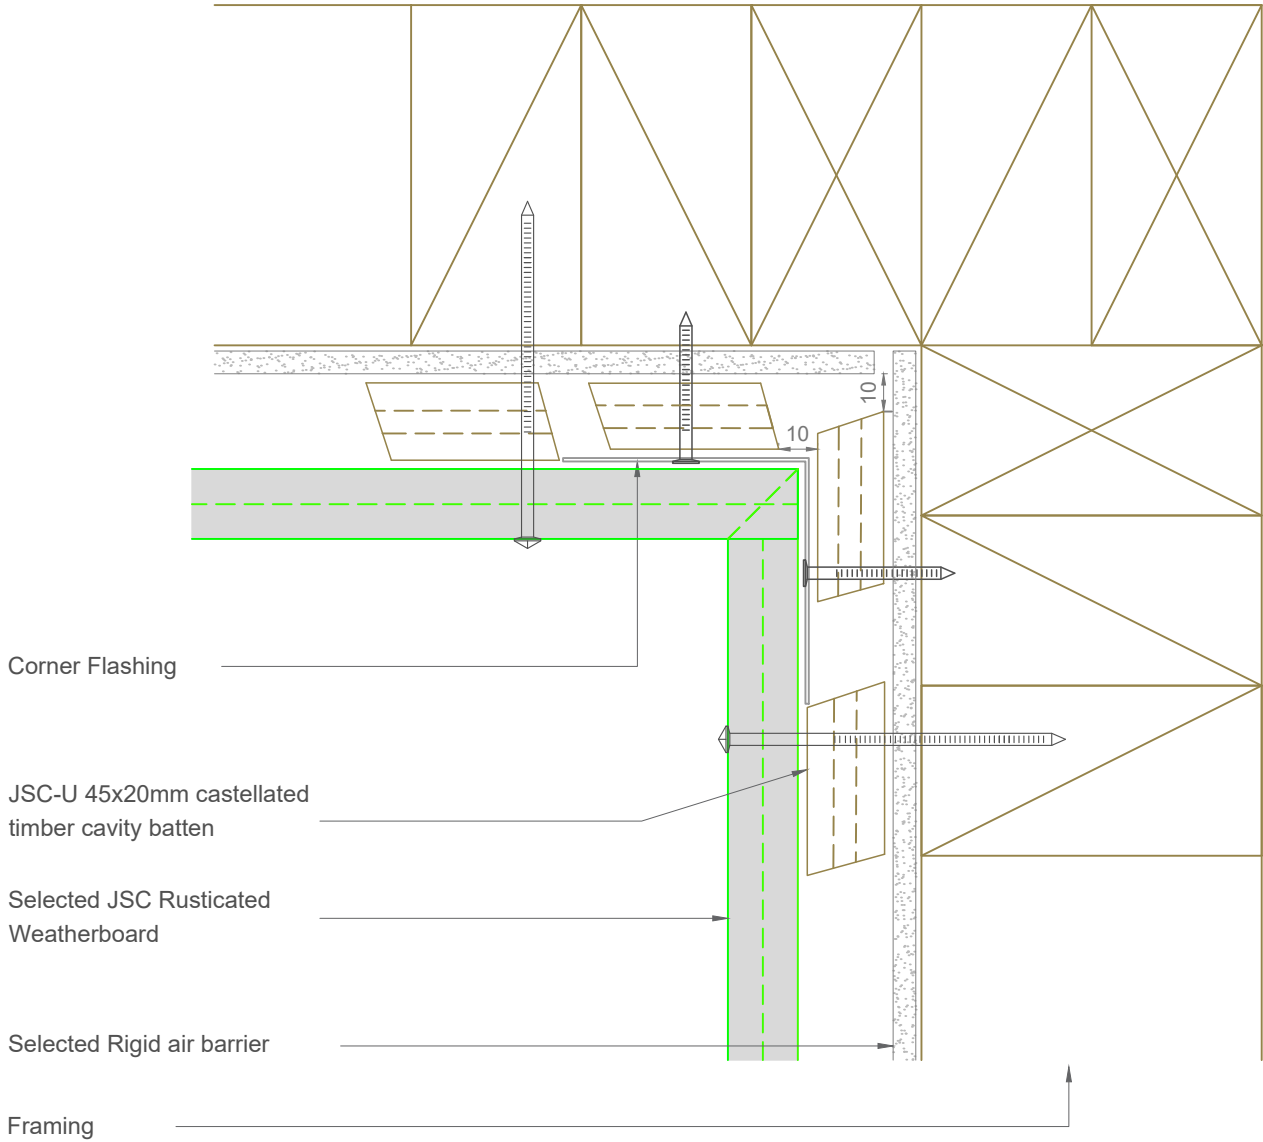 10
10
Corner Flashing
JSC-U 45x20mm castellated
timber cavity batten
Selected JSC Rusticated
Weatherboard
Selected Rigid air barrier
Framing